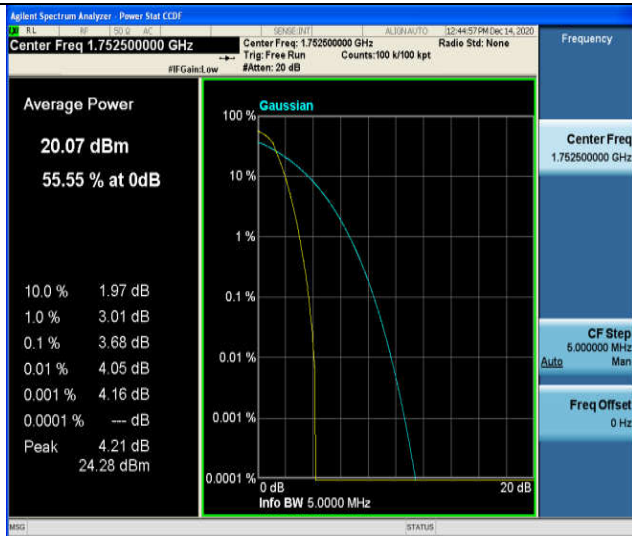 Agilent Spectrum Analyzer - Power Stat CCDF
RL RF 50 Ω AC SENSE:INT ALIGN AUTO 12:44:57 PM Dec 14, 2020
Center Freq 1.752500000 GHz
Center Freq: 1.752500000 GHz Radio Std: None
Trig: Free Run Counts:100 k/100 kpt
#IFGain:Low #Atten: 20 dB
Frequency
Average Power
20.07 dBm
55.55 % at 0dB
10.0 % 1.97 dB
1.0 % 3.01 dB
0.1 % 3.68 dB
0.01 % 4.05 dB
0.001 % 4.16 dB
0.0001 % --- dB
Peak 4.21 dB
24.28 dBm
Gaussian
100 %
10 %
1 %
0.1 %
0.01 %
0.001 %
0.0001 %
0 dB 20 dB
Info BW 5.0000 MHz
Center Freq
1.752500000 GHz
CF Step
5.000000 MHz
Auto Man
Freq Offset
0 Hz
MSG STATUS